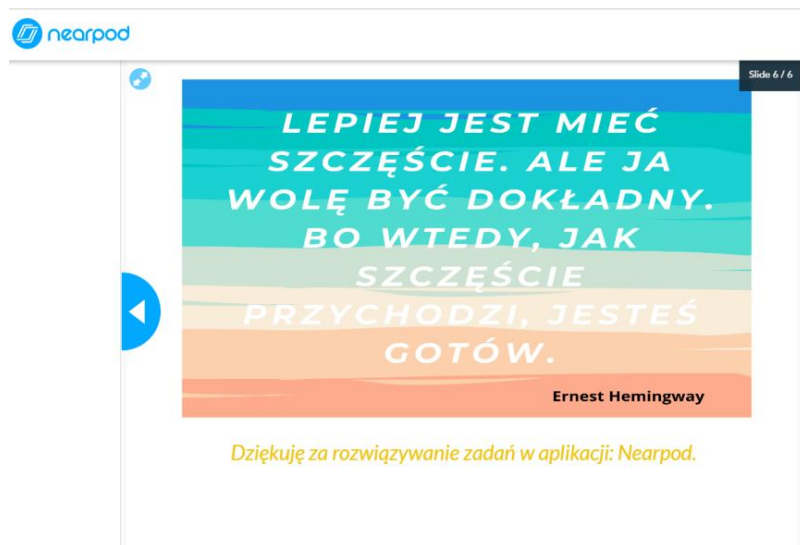 nearpod
Slide 6 / 6
LEPIEJ JEST MIEĆ
SZCZĘŚCIE. ALE JA
WOLĘ BYĆ DOKŁADNY.
BO WTEDY, JAK
SZCZĘŚCIE
PRZYCHODZI, JESTEŚ
GOTÓW.
Ernest Hemingway
Dziękuję za rozwiązywanie zadań w aplikacji: Nearpod.